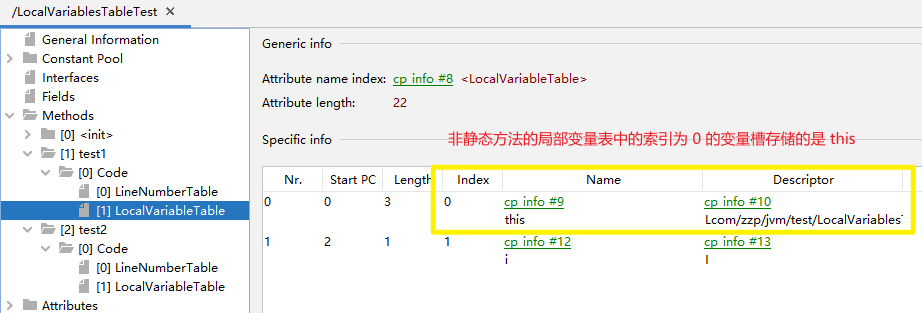 /LocalVariablesTableTest
General Information
Constant Pool
Interfaces
Fields
Methods
[0] <init>
[1] test1
[0] Code
[0] LineNumberTable
[1] LocalVariableTable
[2] test2
[0] Code
[0] LineNumberTable
[1] LocalVariableTable
Attributes
Generic info
Attribute name index: cp info #8 <LocalVariableTable>
Attribute length: 22
Specific info
非静态方法的局部变量表中的索引为 0 的变量槽存储的是 this
Nr. Start PC Length Index Name Descriptor
0 0 3 0 cp info #9 cp info #10
this Lcom/zzp/jvm/test/LocalVariables
1 2 1 1 cp info #12 cp info #13
i I